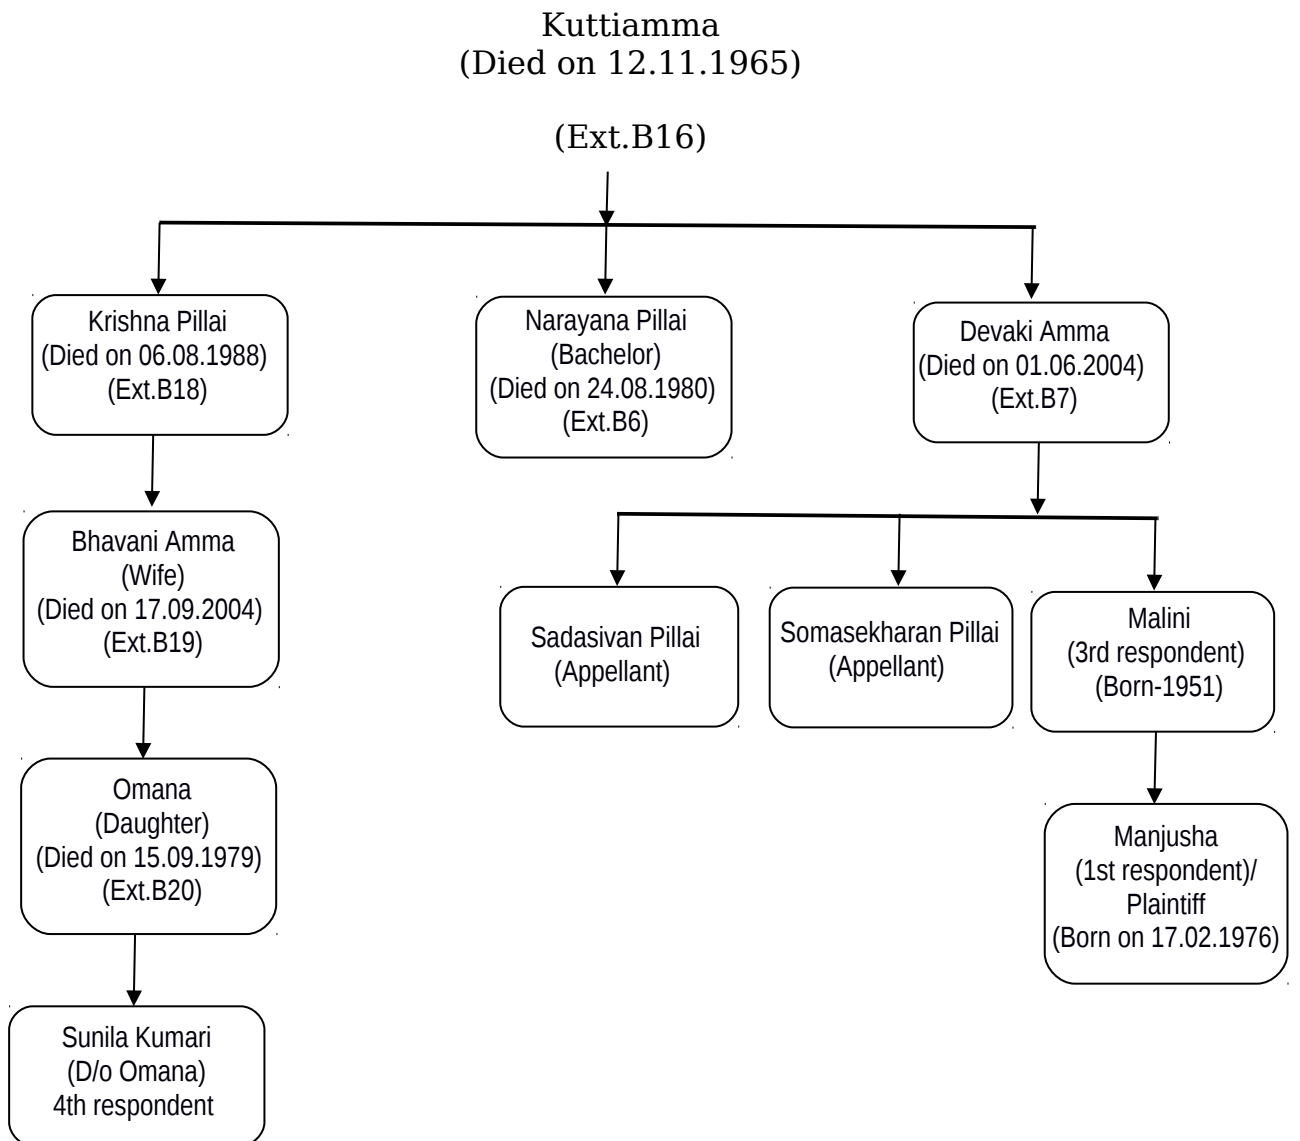 Kuttiamma
(Died on 12.11.1965)
(Ext.B16)
Krishna Pillai
(Died on 06.08.1988)
(Ext.B18)
Narayana Pillai
(Bachelor)
(Died on 24.08.1980)
(Ext.B6)
Devaki Amma
(Died on 01.06.2004)
(Ext.B7)
Bhavani Amma
(Wife)
(Died on 17.09.2004)
(Ext.B19)
Sadasivan Pillai
(Appellant)
Somasekharan Pillai
(Appellant)
Malini
(3rd respondent)
(Born-1951)
Omana
(Daughter)
(Died on 15.09.1979)
(Ext.B20)
Manjusha
(1st respondent)/
Plaintiff
(Born on 17.02.1976)
Sunila Kumari
(D/o Omana)
4th respondent